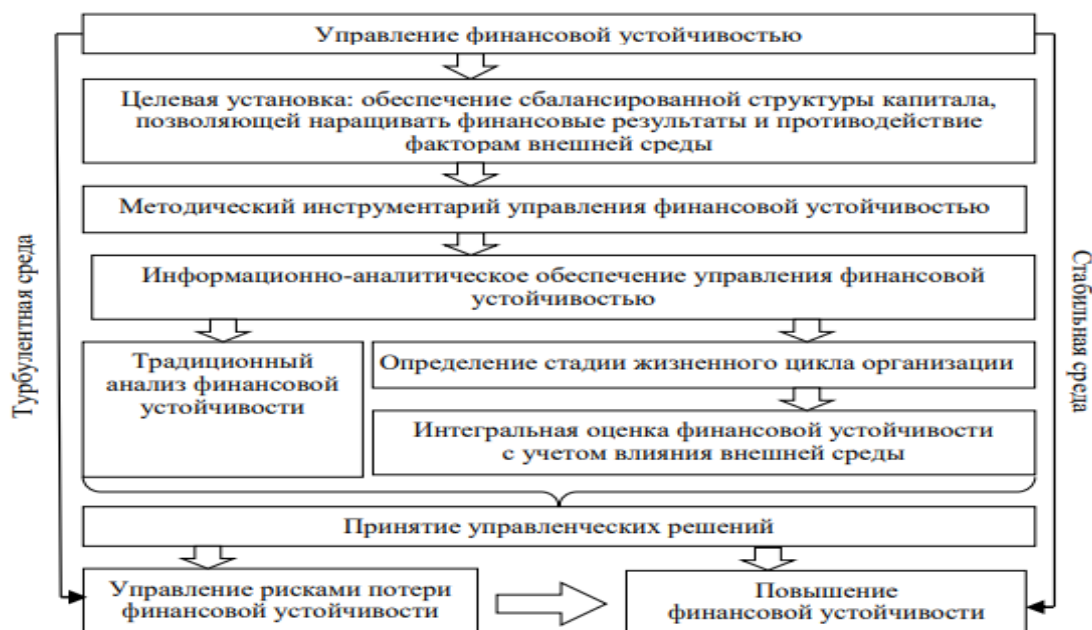 Управление финансовой устойчивостью
Целевая установка: обеспечение сбалансированной структуры капитала,
позволяющей наращивать финансовые результаты и противодействие
факторам внешней среды
Методический инструментарий управления финансовой устойчивостью
Информационно-аналитическое обеспечение управления финансовой
устойчивостью
Турбулентная среда
Стабильная среда
Традиционный
анализ финансовой
устойчивости
Определение стадии жизненного цикла организации
Интегральная оценка финансовой устойчивости
с учетом влияния внешней среды
Принятие управленческих решений
Управление рисками потери
финансовой устойчивости
Повышение
финансовой устойчивости